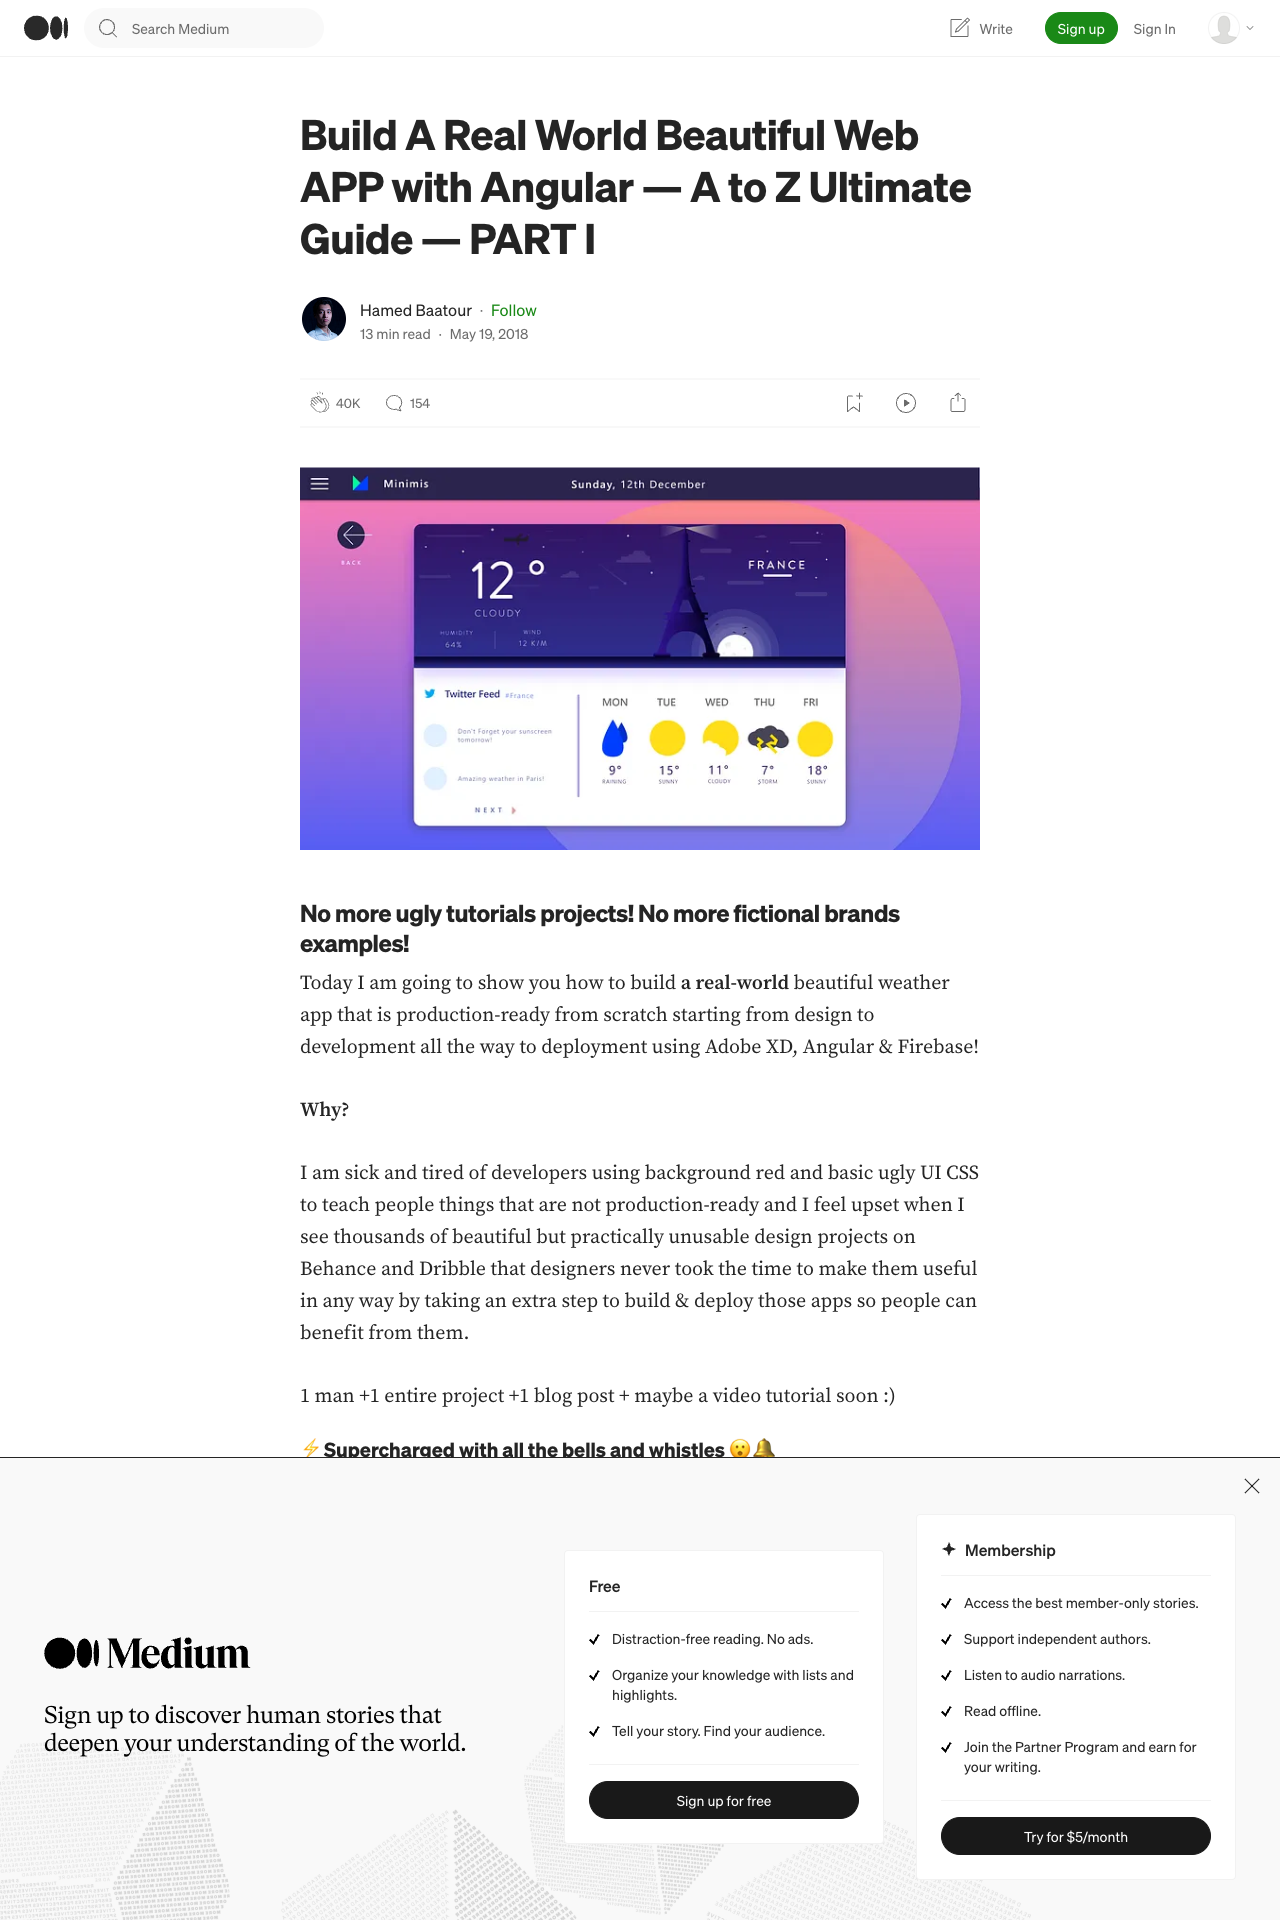 Search Medium
Write
Sign up
Sign In
Build A Real World Beautiful Web
APP with Angular — A to Z Ultimate
Guide — PART I
Hamed Baatour · Follow
13 min read · May 19, 2018
40K
154
Minimis
Sunday, 12th December
BACK
12 °
CLOUDY
HUMIDITY
64%
WIND
12 K/M
FRANCE
Twitter Feed #France
Don't Forget your sunscreen
tomorrow!
Amazing weather in Paris!
NEXT
MON TUE WED THU FRI
9° 15° 11° 7° 18°
RAINING SUNNY CLOUDY STORM SUNNY
No more ugly tutorials projects! No more fictional brands
examples!
Today I am going to show you how to build a real-world beautiful weather
app that is production-ready from scratch starting from design to
development all the way to deployment using Adobe XD, Angular & Firebase!
Why?
I am sick and tired of developers using background red and basic ugly UI CSS
to teach people things that are not production-ready and I feel upset when I
see thousands of beautiful but practically unusable design projects on
Behance and Dribble that designers never took the time to make them useful
in any way by taking an extra step to build & deploy those apps so people can
benefit from them.
1 man +1 entire project +1 blog post + maybe a video tutorial soon :)
⚡ Supercharged with all the bells and whistles 😮🔔
Medium
Sign up to discover human stories that
deepen your understanding of the world.
Free
Distraction-free reading. No ads.
Organize your knowledge with lists and
highlights.
Tell your story. Find your audience.
Sign up for free
Membership
Access the best member-only stories.
Support independent authors.
Listen to audio narrations.
Read offline.
Join the Partner Program and earn for
your writing.
Try for $5/month